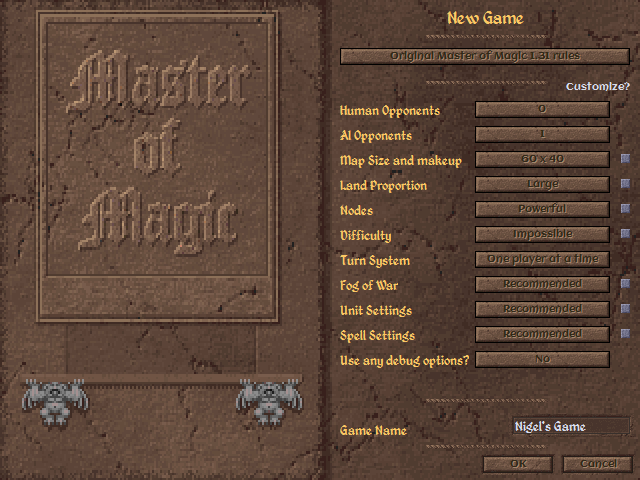 Master
of
Magic
New Game
Original Master of Magic 1.31 rules
Customize?
Human Opponents 0
AI Opponents 1
Map Size and makeup 60 x 40
Land Proportion Large
Nodes Powerful
Difficulty Impossible
Turn System One player at a time
Fog of War Recommended
Unit Settings Recommended
Spell Settings Recommended
Use any debug options? No
Game Name Nigel's Game
OK Cancel